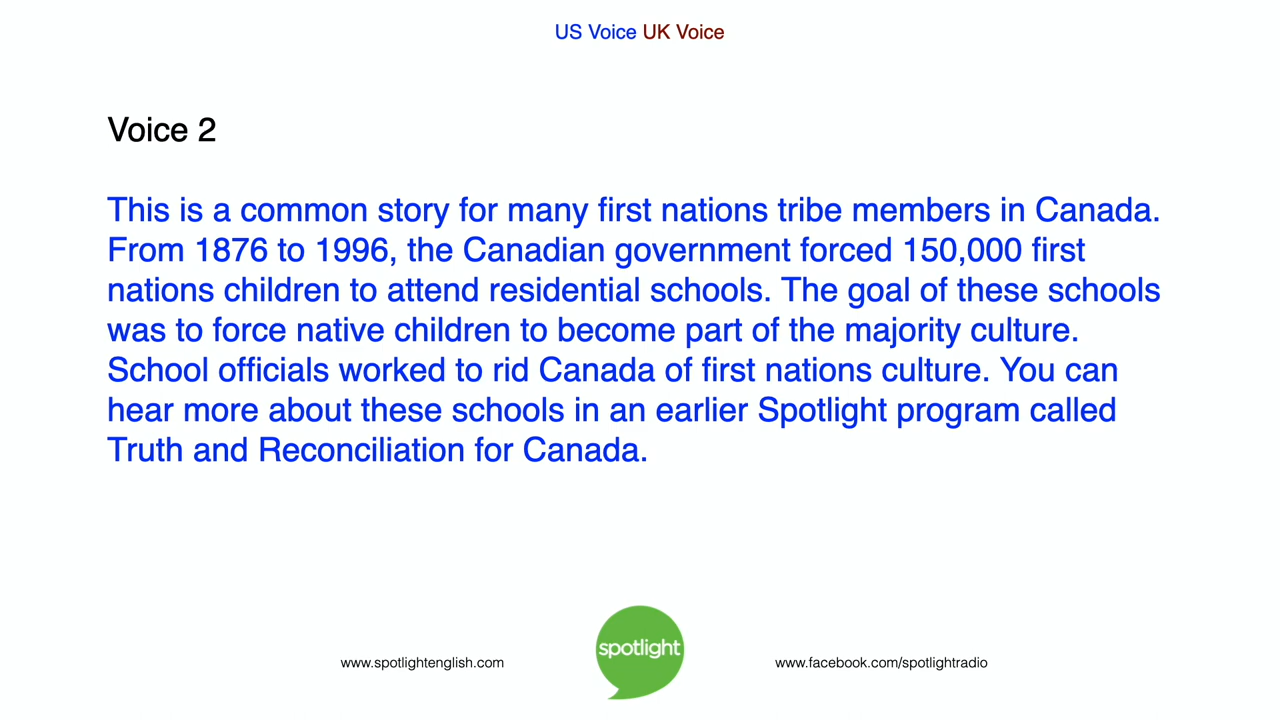 US Voice UK Voice
Voice 2
This is a common story for many first nations tribe members in Canada.
From 1876 to 1996, the Canadian government forced 150,000 first
nations children to attend residential schools. The goal of these schools
was to force native children to become part of the majority culture.
School officials worked to rid Canada of first nations culture. You can
hear more about these schools in an earlier Spotlight program called
Truth and Reconciliation for Canada.
www.spotlightenglish.com
spotlight
www.facebook.com/spotlightradio